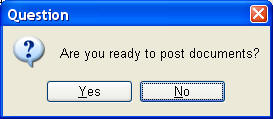 Question
Are you ready to post documents?
Yes
No